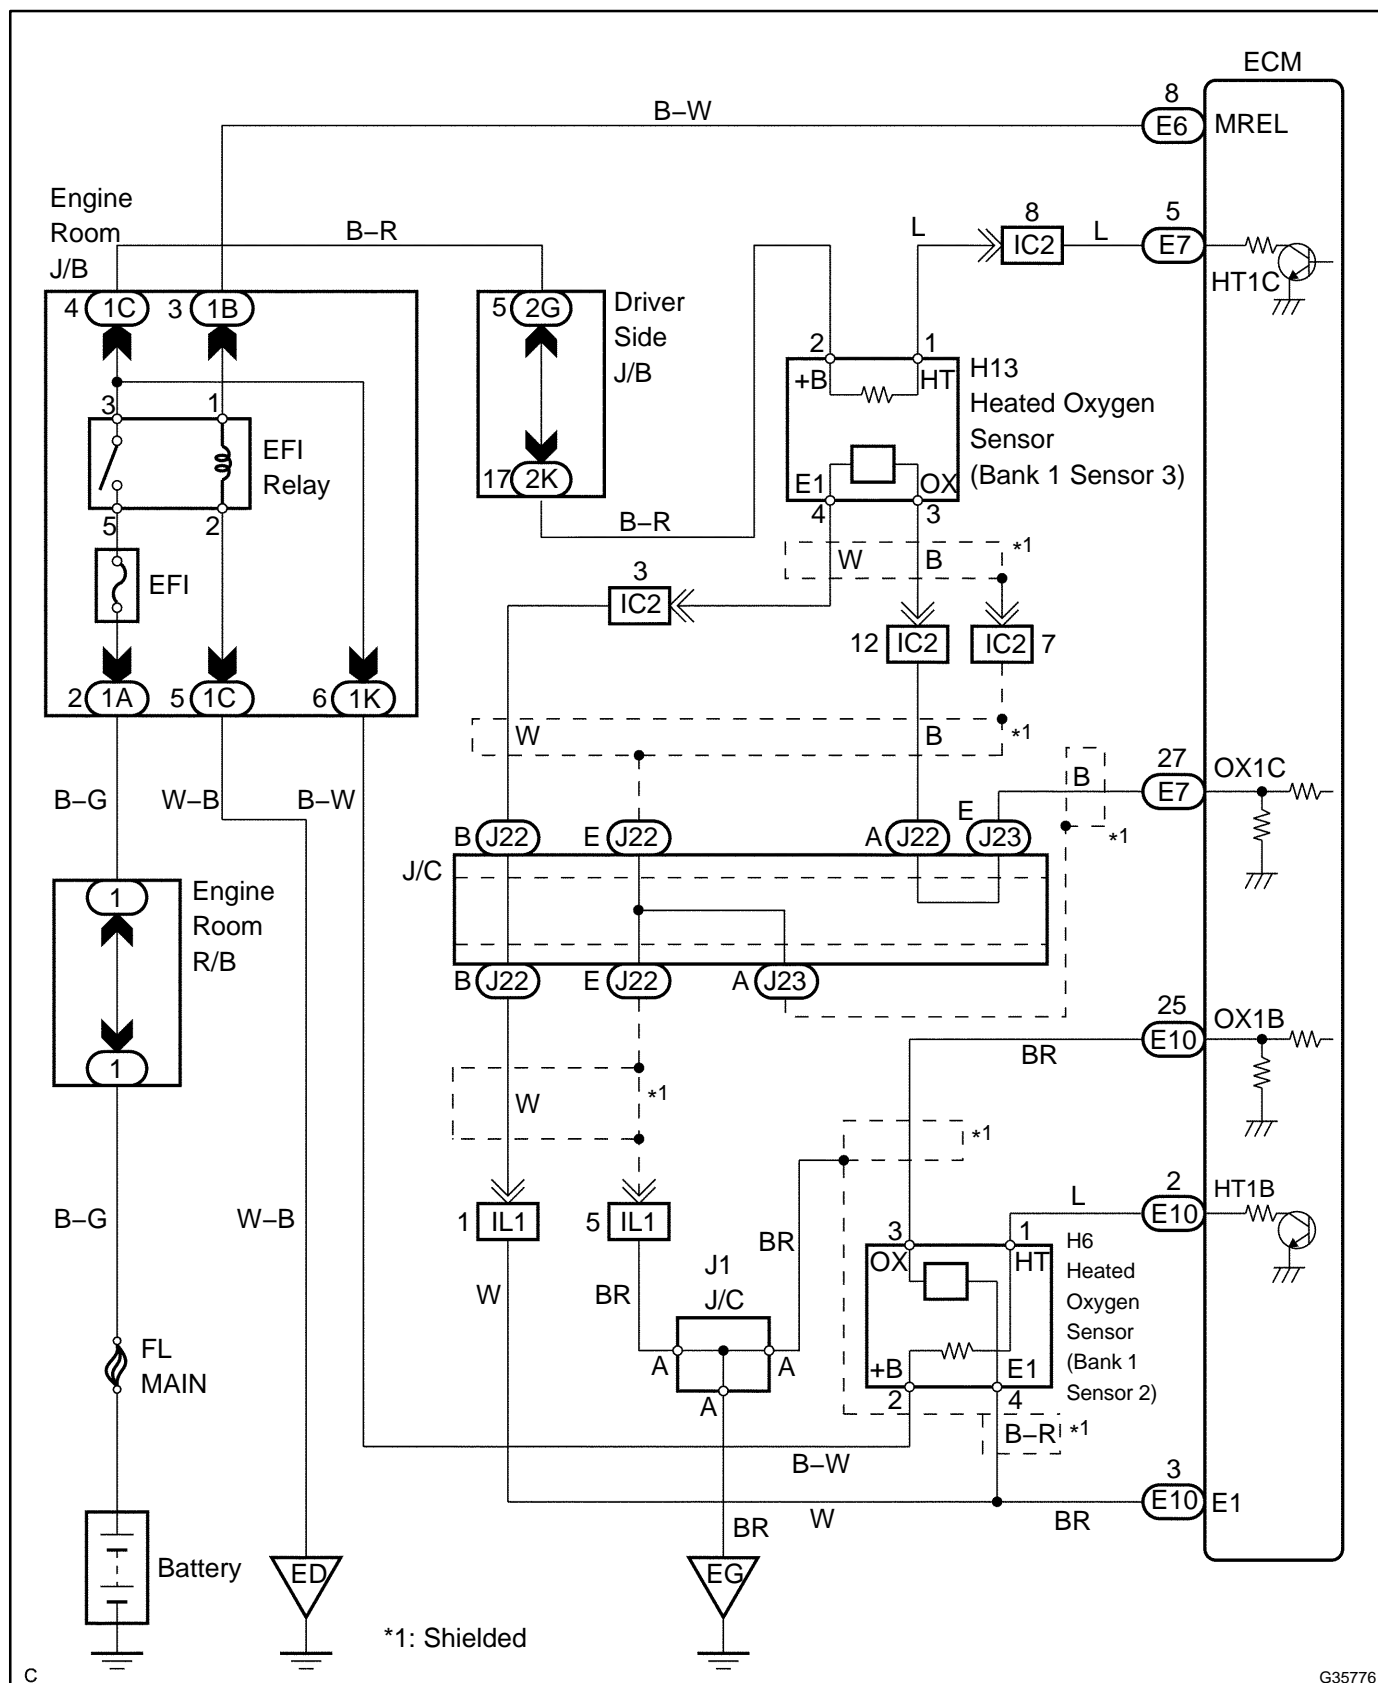 ECM
8
B–W
E6
MREL
Engine
Room
J/B
B–R
L
8
IC2
L
5
E7
HT1C
4
1C
3
1B
5
2G
Driver
Side
J/B
2
1
+B
HT
H13
Heated Oxygen
Sensor
(Bank 1 Sensor 3)
3
1
EFI
Relay
17
2K
E1
OX
5
2
B–R
4
3
EFI
W
B
*1
3
IC2
12
IC2
IC2
7
2
1A
5
1C
6
1K
W
B
*1
27
OX1C
B
E7
B–G
W–B
B–W
B
J22
E
J22
A
J22
E
J23
*1
J/C
1
Engine
Room
R/B
B
J22
E
J22
A
J23
25
OX1B
E10
BR
1
W
*1
*1
2
HT1B
L
E10
B–G
W–B
1
IL1
5
IL1
BR
3
1
OX
HT
H6
Heated
Oxygen
Sensor
(Bank 1
Sensor 2)
W
BR
J1
J/C
FL
MAIN
A
A
A
+B
E1
2
4
B–R
*1
B–W
3
E10
E1
W
BR
BR
Battery
ED
EG
*1: Shielded
C
G35776